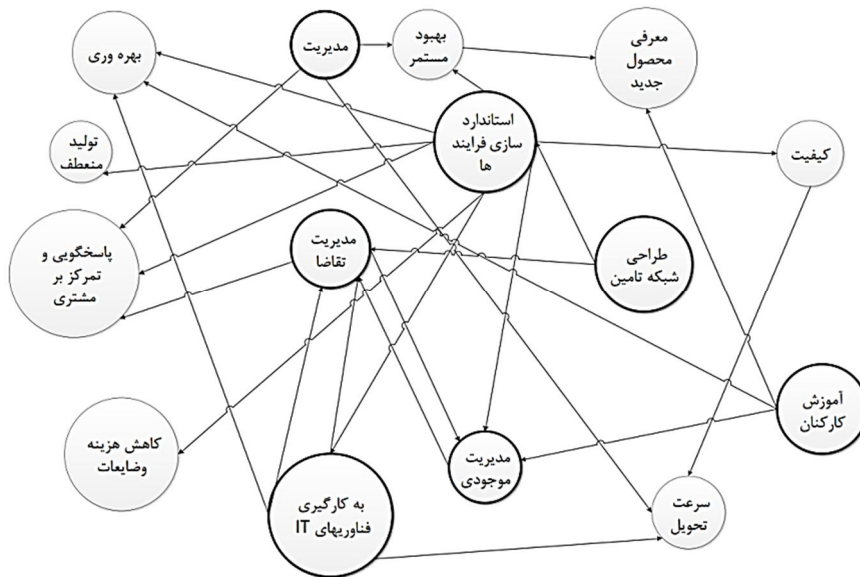 بهره وری
مدیریت
بهبود
مستمر
معرفی
محصول
جدید
استاندارد
سازی فرایند
ها
تولید
منعطف
کیفیت
پاسخگویی و
تمرکز بر
مشتری
مدیریت
تقاضا
طراحی
شبکه تامین
آموزش
کارکنان
کاهش هزینه
وضایعات
مدیریت
موجودی
به کارگیری
فناوریهای IT
سرعت
تحویل